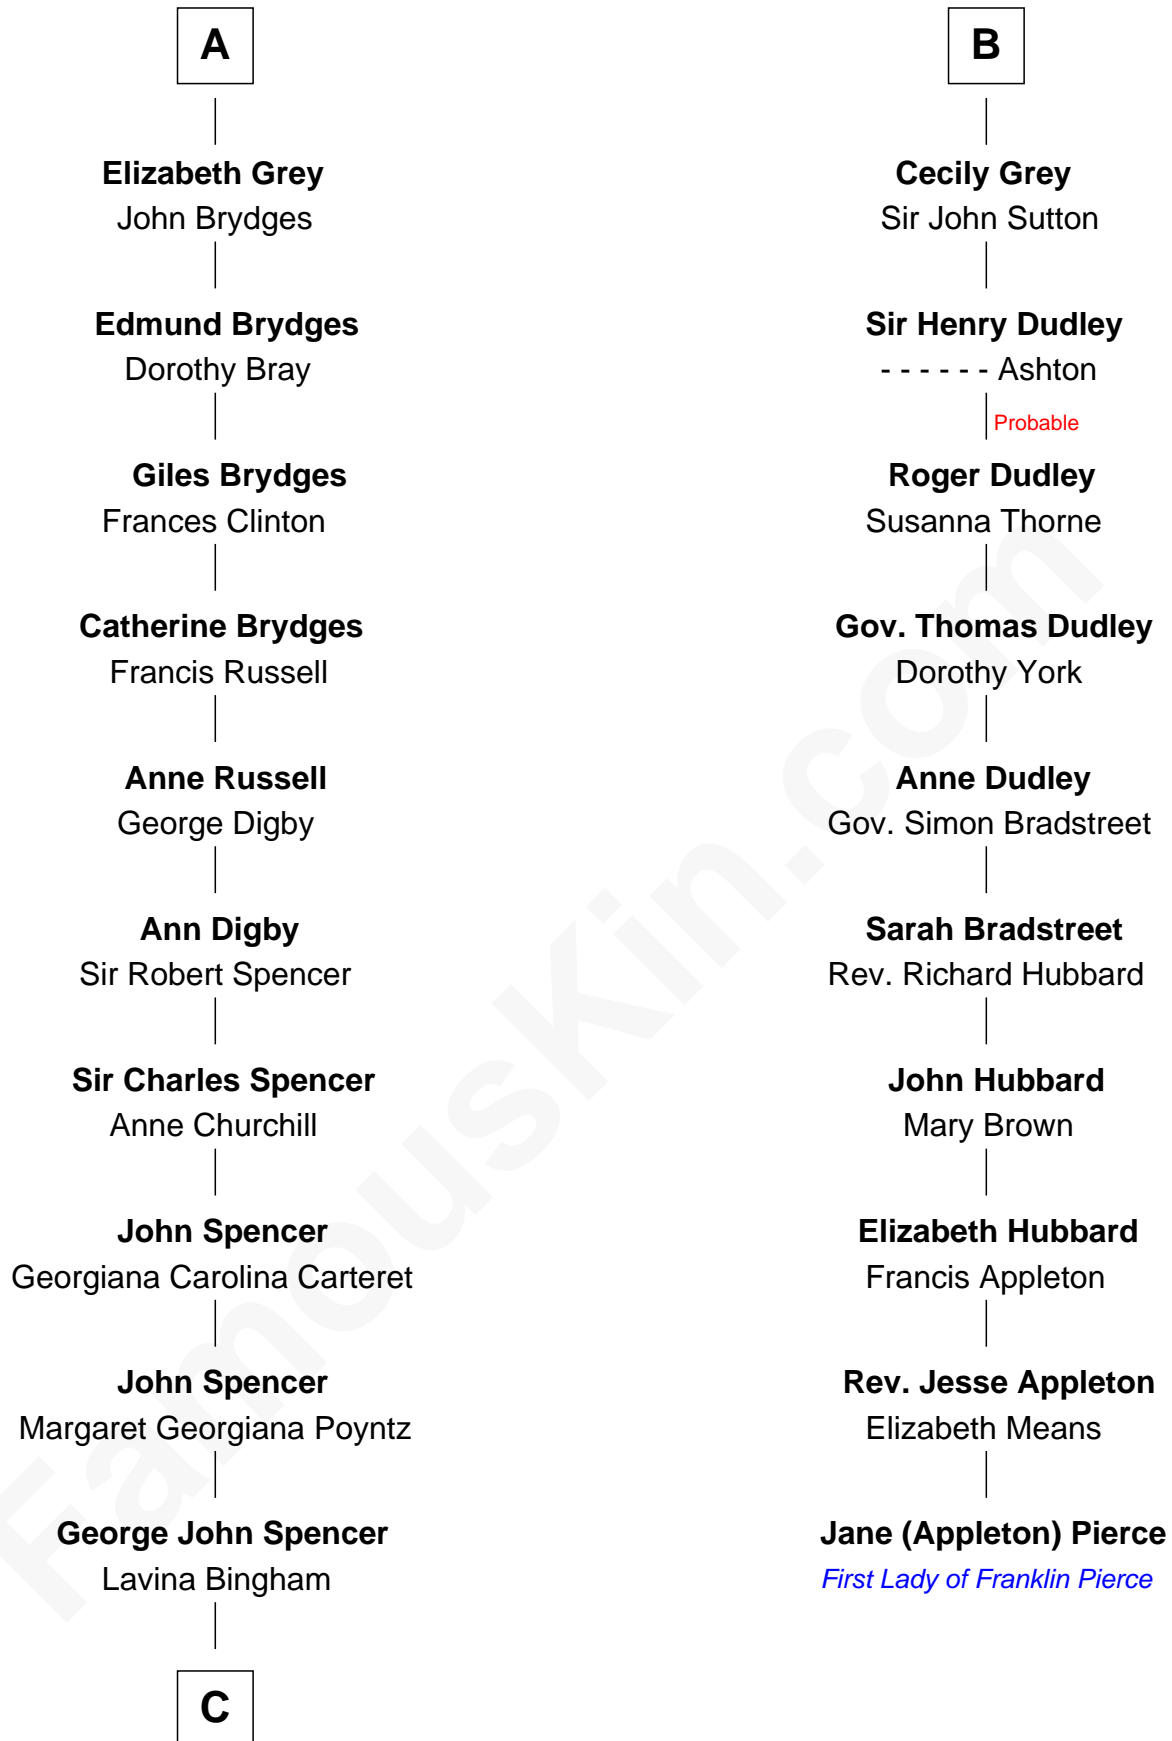 A
Elizabeth Grey
John Brydges
Edmund Brydges
Dorothy Bray
Giles Brydges
Frances Clinton
Catherine Brydges
Francis Russell
Anne Russell
George Digby
Ann Digby
Sir Robert Spencer
Sir Charles Spencer
Anne Churchill
John Spencer
Georgiana Carolina Carteret
John Spencer
Margaret Georgiana Poyntz
George John Spencer
Lavina Bingham
C
B
Cecily Grey
Sir John Sutton
Sir Henry Dudley
- - - - - - Ashton
Probable
Roger Dudley
Susanna Thorne
Gov. Thomas Dudley
Dorothy York
Anne Dudley
Gov. Simon Bradstreet
Sarah Bradstreet
Rev. Richard Hubbard
John Hubbard
Mary Brown
Elizabeth Hubbard
Francis Appleton
Rev. Jesse Appleton
Elizabeth Means
Jane (Appleton) Pierce
First Lady of Franklin Pierce
FamousKin.com